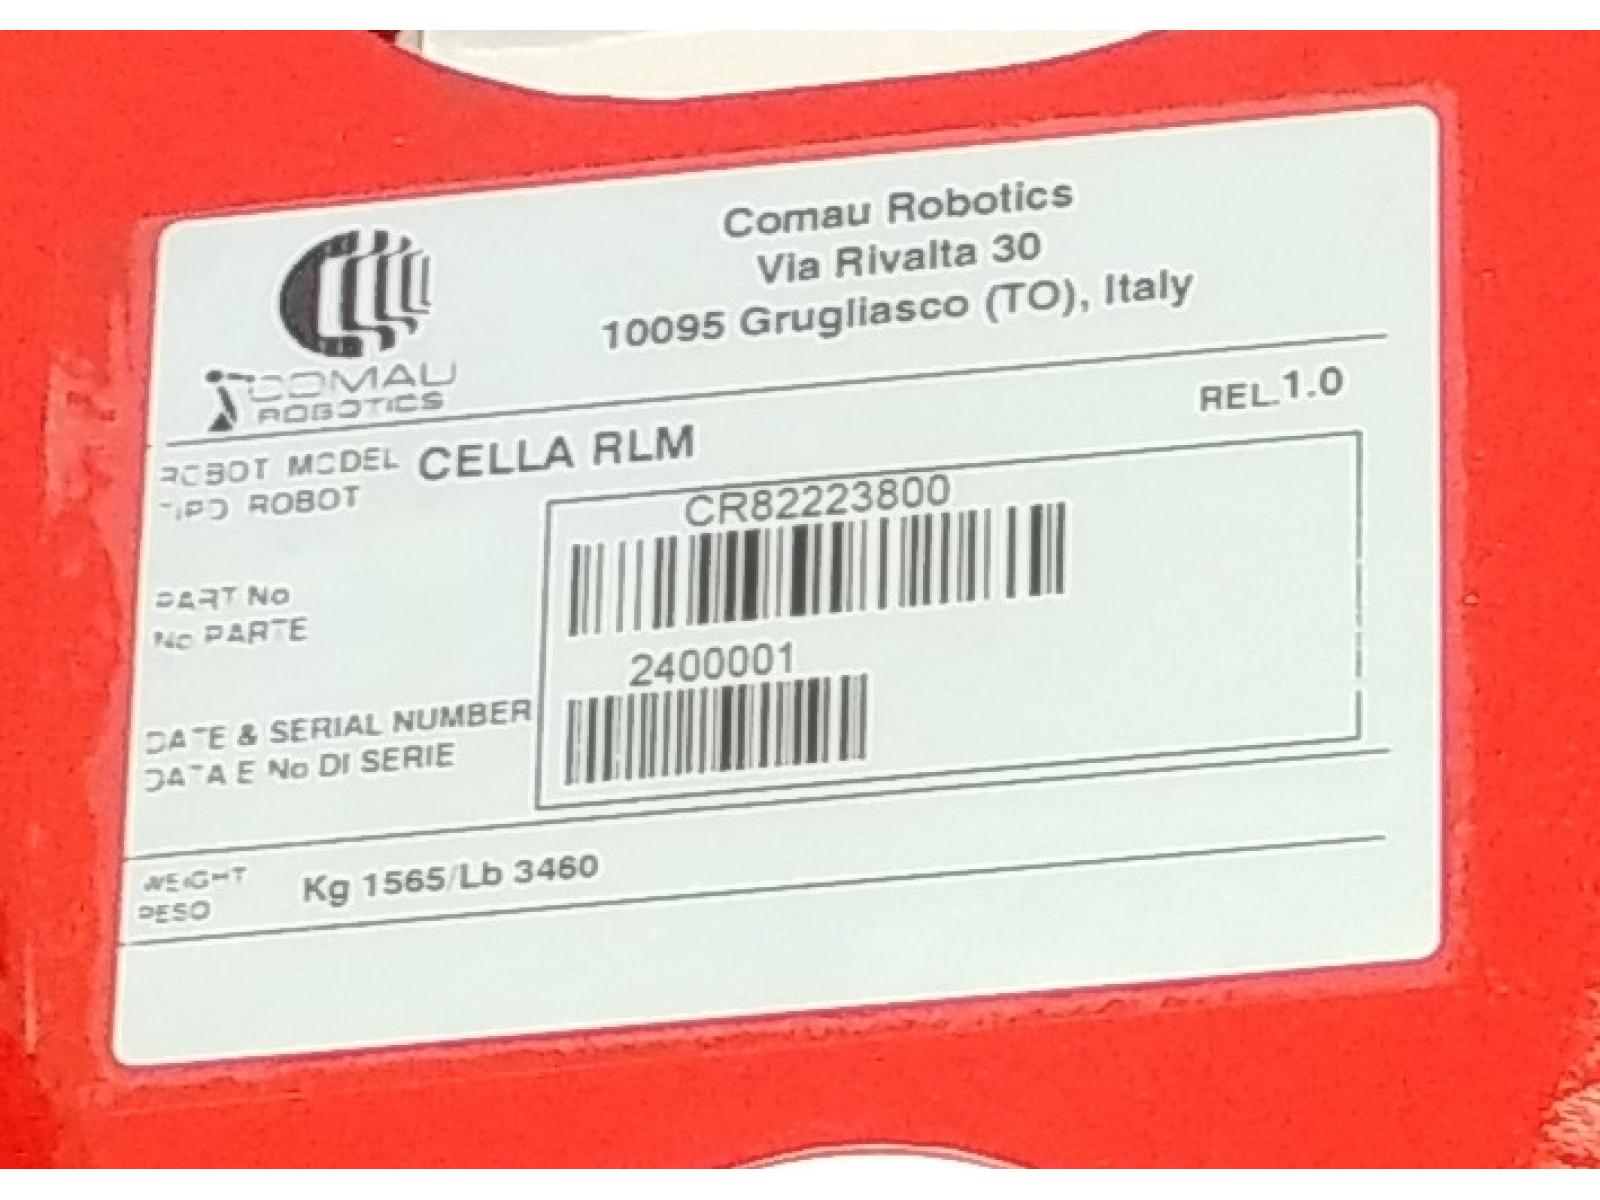 Comau Robotics
Via Rivalta 30
10095 Grugliasco (TO), Italy
COMAU
ROBOTICS
REL.1.0
ROBOT MODEL CELLA RLM
TIPO ROBOT
CR82223800
PART No
No PARTE
2400001
DATE & SERIAL NUMBER
DATA E No DI SERIE
WEIGHT
PESO
Kg 1565/Lb 3460